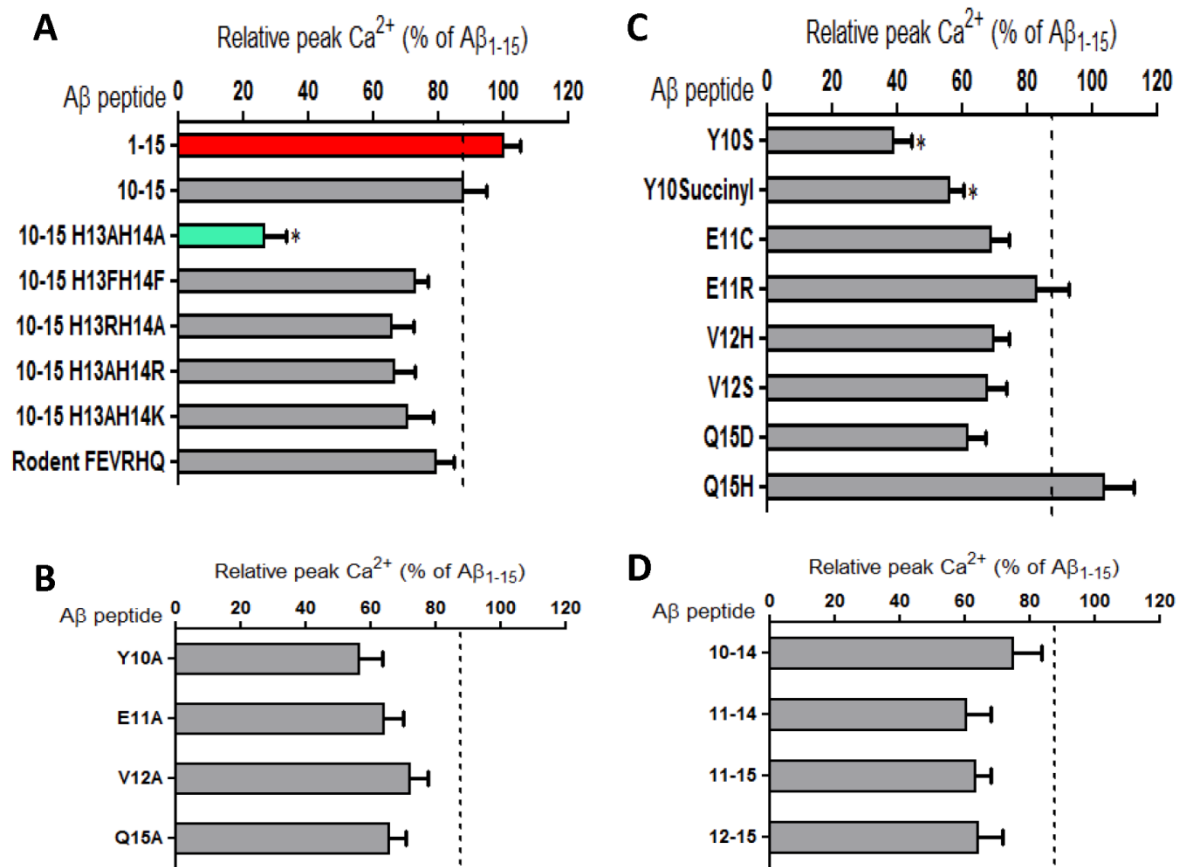 A
Relative peak Ca²⁺ (% of Aβ₁₋₁₅)
Aβ peptide
0 20 40 60 80 100 120
1-15
10-15
10-15 H13AH14A
*
10-15 H13FH14F
10-15 H13RH14A
10-15 H13AH14R
10-15 H13AH14K
Rodent FEVRHQ
B
Relative peak Ca²⁺ (% of Aβ₁₋₁₅)
Aβ peptide
0 20 40 60 80 100 120
Y10A
E11A
V12A
Q15A
C
Relative peak Ca²⁺ (% of Aβ₁₋₁₅)
Aβ peptide
0 20 40 60 80 100 120
Y10S
*
Y10Succinyl
*
E11C
E11R
V12H
V12S
Q15D
Q15H
D
Relative peak Ca²⁺ (% of Aβ₁₋₁₅)
Aβ peptide
0 20 40 60 80 100 120
10-14
11-14
11-15
12-15